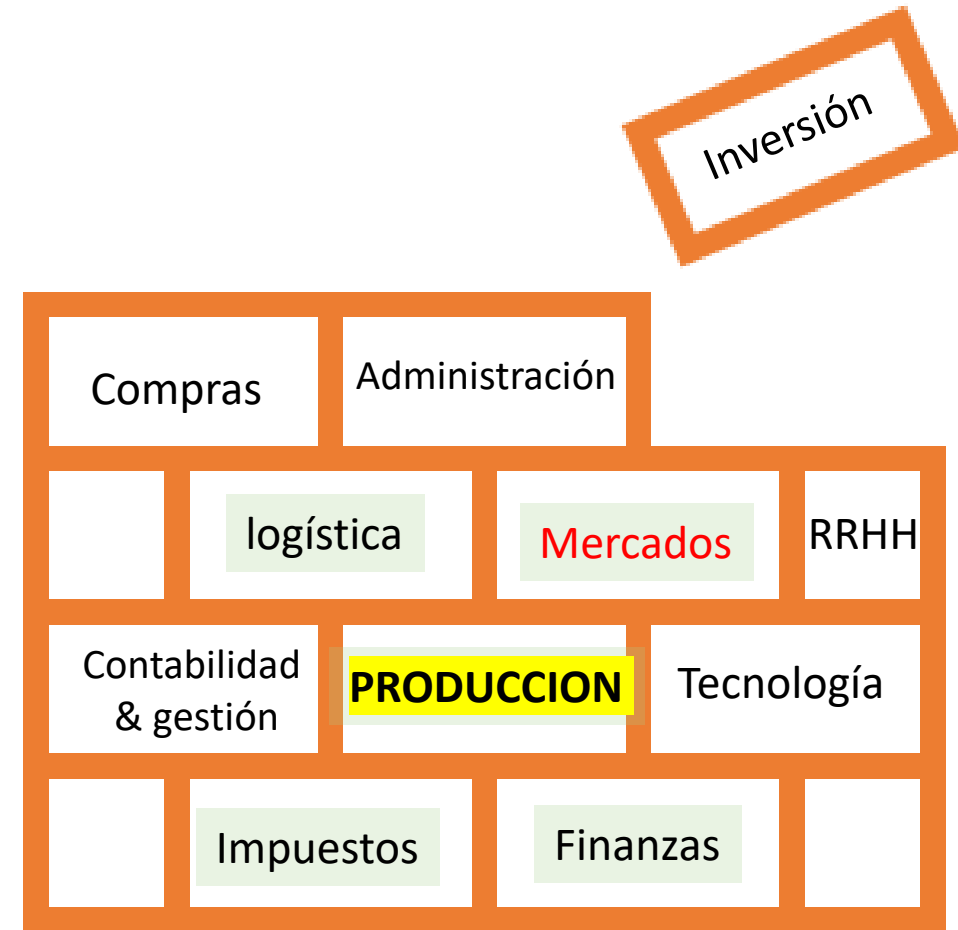 Inversión
Compras
Administración
logística
Mercados
RRHH
Contabilidad
& gestión
PRODUCCION
Tecnología
Impuestos
Finanzas